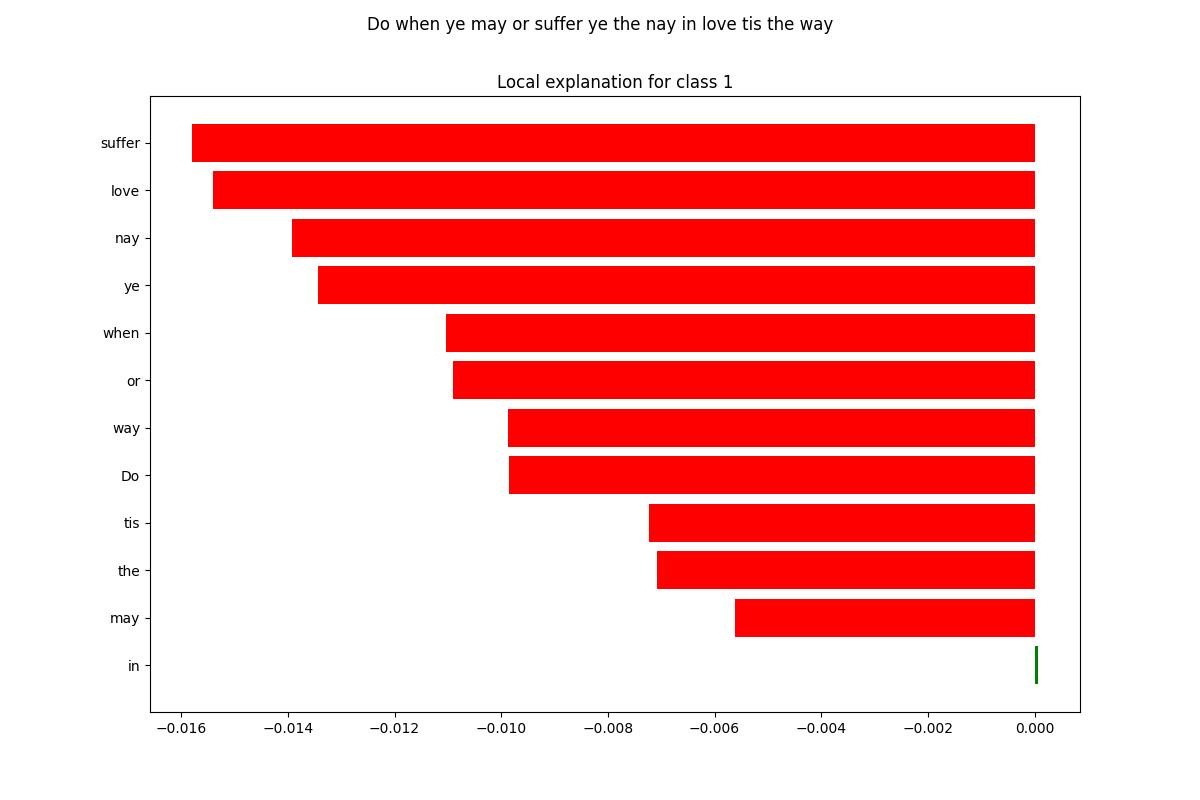 Do when ye may or suffer ye the nay in love tis the way
Local explanation for class 1
suffer
love
nay
ye
when
or
way
Do
tis
the
may
in
−0.016 −0.014 −0.012 −0.010 −0.008 −0.006 −0.004 −0.002 0.000